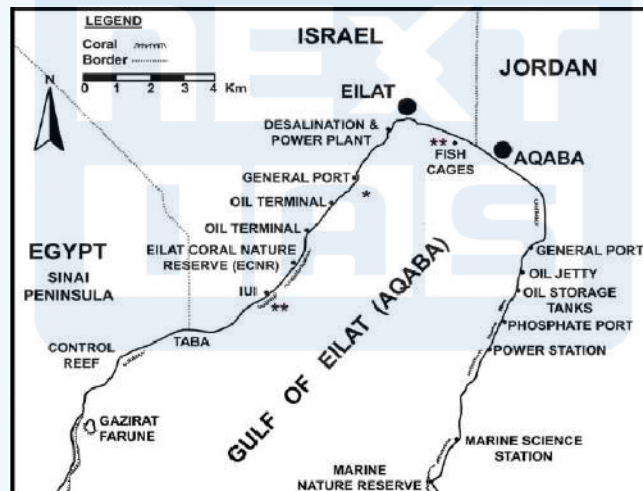 LEGEND
Coral
Border
0 1 2 3 4
Km
N
ISRAEL
JORDAN
EILAT
DESALINATION &
POWER PLANT
**
FISH
CAGES
AQABA
GENERAL PORT
*
OIL TERMINAL
OIL TERMINAL
EILAT CORAL NATURE
RESERVE (ECNR)
IUI
**
EGYPT
SINAI
PENINSULA
GENERAL PORT
OIL JETTY
OIL STORAGE
TANKS
PHOSPHATE PORT
POWER STATION
TABA
CONTROL
REEF
GAZIRAT
FARUNE
GULF OF EILAT (AQABA)
MARINE SCIENCE
STATION
MARINE
NATURE RESERVE
NEXT
IAS